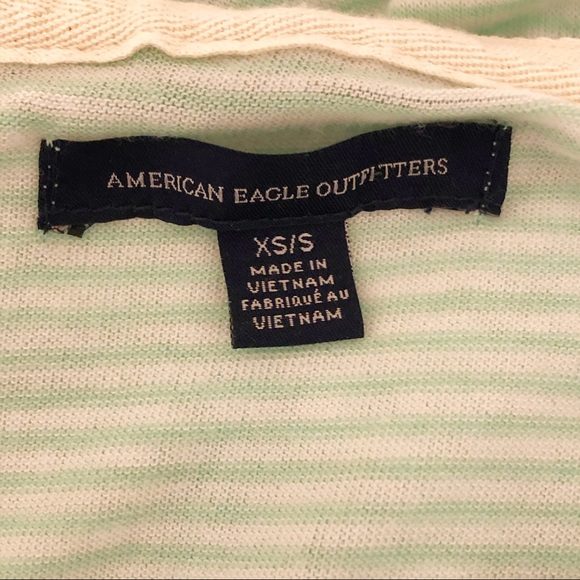 AMERICAN EAGLE OUTFITTERS
XS/S
MADE IN
VIETNAM
FABRIQUÉ AU
VIETNAM